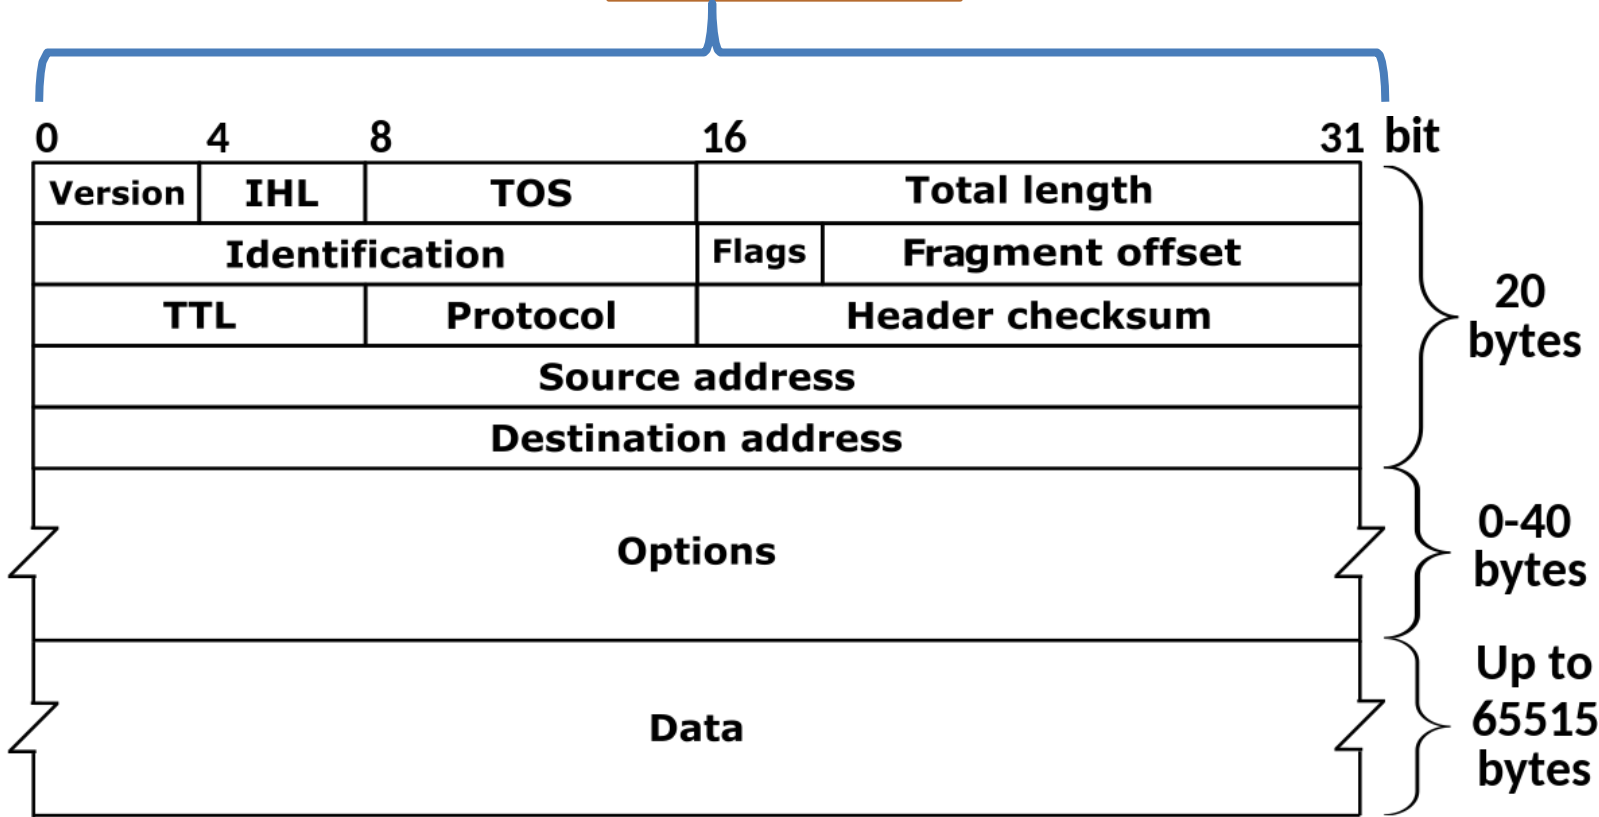 0 4 8 16 31 bit
Version IHL TOS Total length
Identification Flags Fragment offset
TTL Protocol Header checksum
Source address
Destination address
20
bytes
Options
0-40
bytes
Data
Up to
65515
bytes